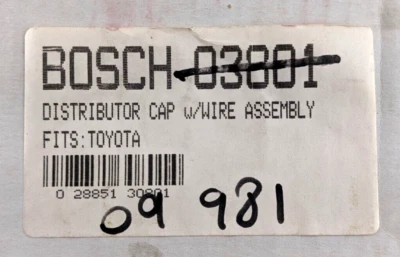 BOSCH 03801
DISTRIBUTOR CAP w/WIRE ASSEMBLY
FITS:TOYOTA
0 28851 30801
09 981